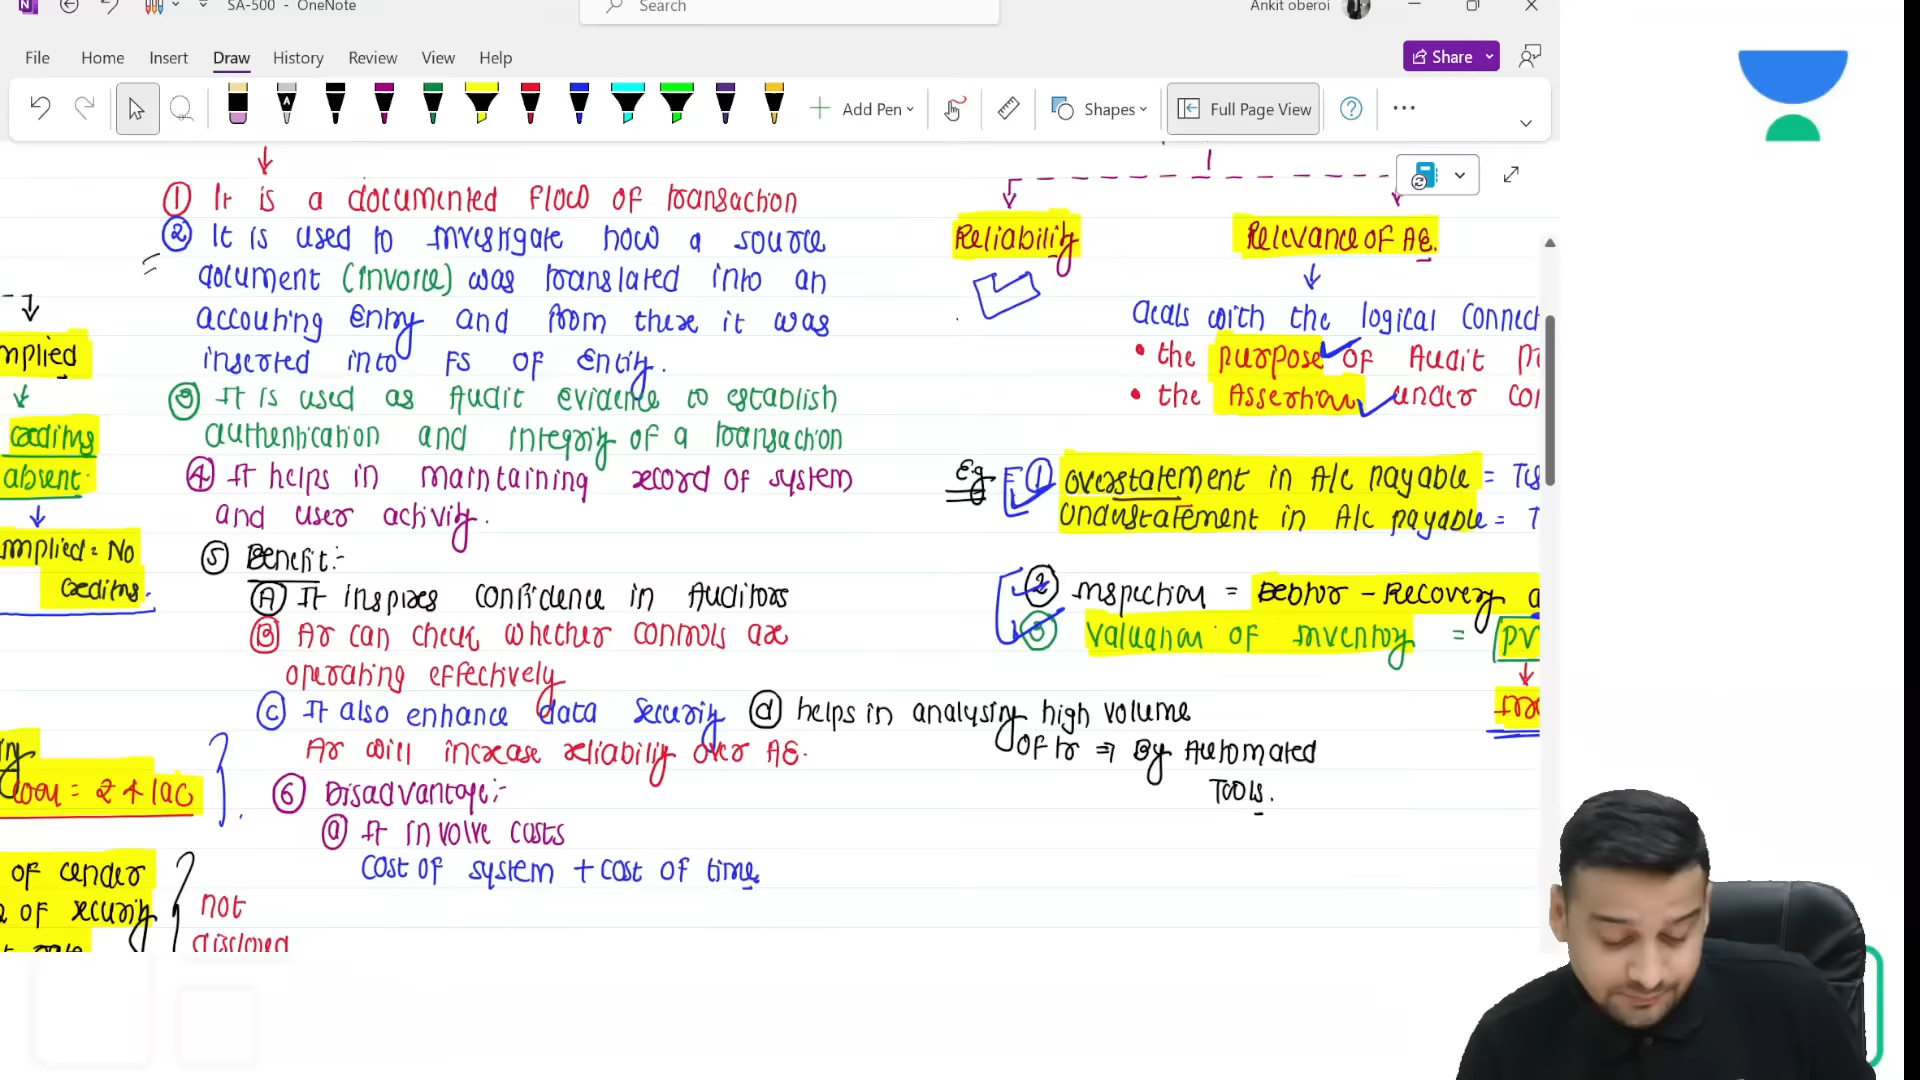 SA-500 - OneNote
Search
Ankit oberoi
File Home Insert Draw History Review View Help
Share
Add Pen
Shapes
Full Page View
① It is a documented flow of transaction
② It is used to investigate how a source
document (invoice) was translated into an
accounting Entry and from there it was
inserted into FS of Entity.
③ It is used as Audit evidence to establish
authentication and integrity of a transaction
④ It helps in maintaining record of system
and user activity.
⑤ Benefit:-
Ⓐ It inspires confidence in Auditors
Ⓑ Ar can check whether controls are
operating effectively
Ⓒ It also enhance data security
Ar will increase reliability over AE.
ⓓ helps in analysing high volume
of tr ⇒ By Automated
Tools.
⑥ Disadvantage:-
ⓐ It involve costs
Cost of system + cost of time
mplied
absent
mplied = No
= 2.4 lac
of
of security
not
disclosed
Reliability
Relevance of AE.
deals with the logical connect
• the purpose of Audit pr
• the Assertion under con
Eg
① overstatement in A/c payable =
understatement in A/c payable =
② Inspection = Debtor - Recovery
③ Valuation of inventory =